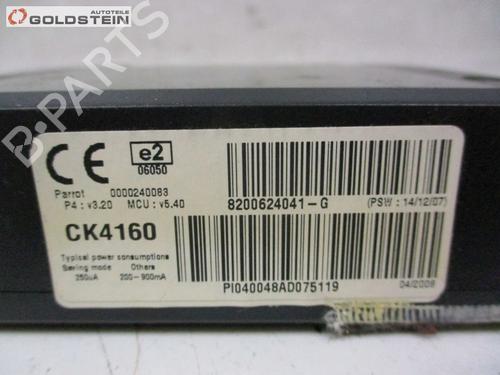 AUTOTEILE
GOLDSTEIN
B-PARTS
CE
e2
06050
Parrot 0000240083
P4 : v3.20 MCU : v5.40
8200624041-G
(PSW : 14/12/07)
CK4160
Typical power consumptions
Saving mode Others
250uA 200-900mA
PI040048AD075119
04/2008